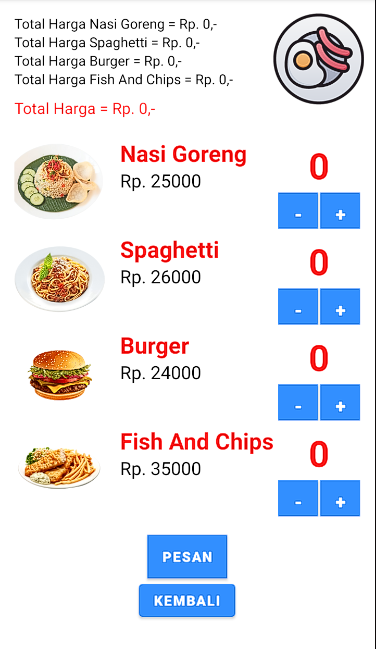 Total Harga Nasi Goreng = Rp. 0,-
Total Harga Spaghetti = Rp. 0,-
Total Harga Burger = Rp. 0,-
Total Harga Fish And Chips = Rp. 0,-
Total Harga = Rp. 0,-
Nasi Goreng
Rp. 25000
0
- +
Spaghetti
Rp. 26000
0
- +
Burger
Rp. 24000
0
- +
Fish And Chips
Rp. 35000
0
- +
PESAN
KEMBALI